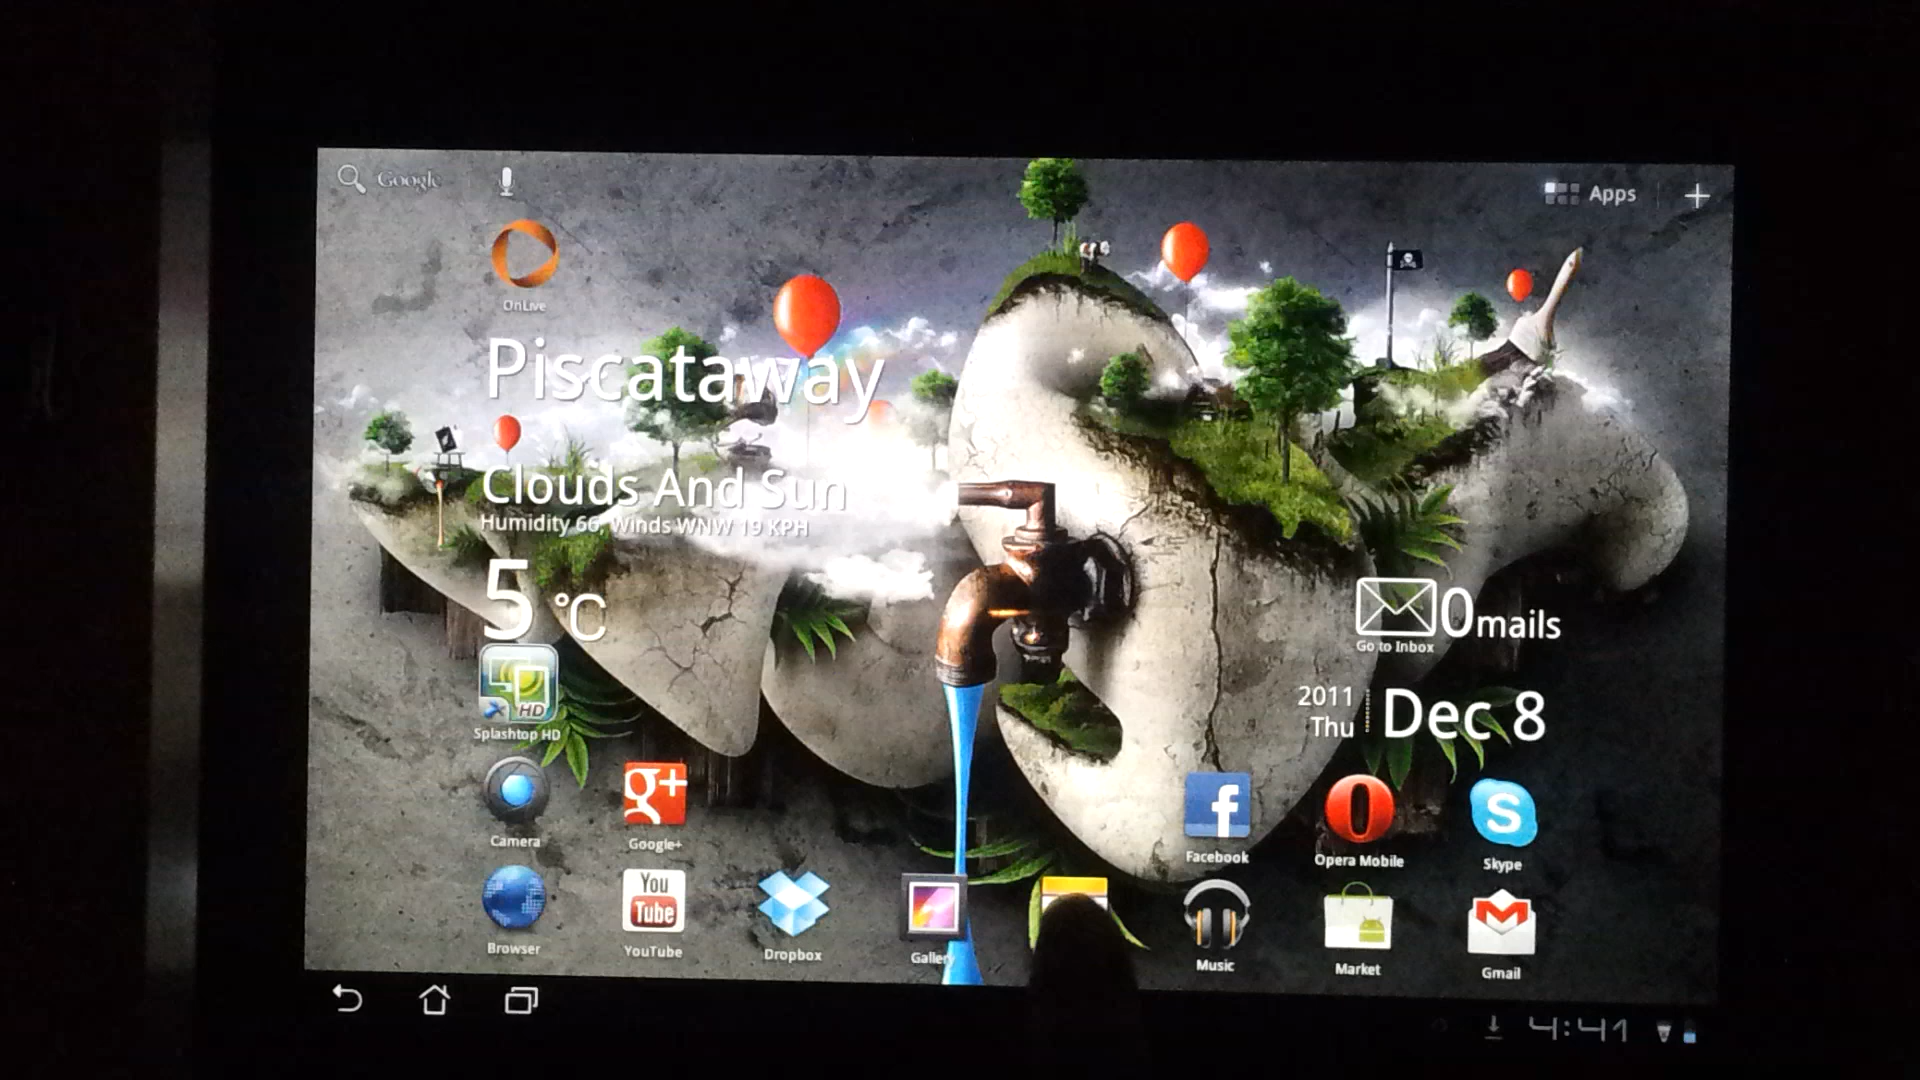 Google
Apps
OnLive
Piscataway
Clouds And Sun
Humidity 66, Winds WNW 19 KPH
5 °C
0mails
Go to Inbox
2011
Thu
Dec 8
HD
Splashtop HD
g+
f
S
Camera
Google+
Facebook
Opera Mobile
Skype
You
Tube
Browser
YouTube
Dropbox
Gallery
Music
Market
Gmail
4:41